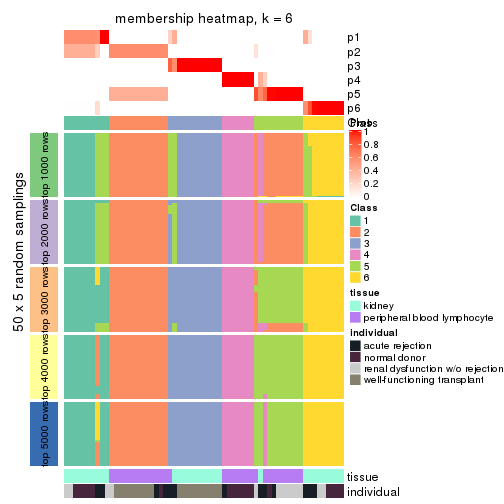 membership heatmap, k = 6
p1
p2
p3
p4
p5
p6
Class
Prob
1
0.8
0.6
0.4
0.2
0
Class
1
2
3
4
5
6
tissue
kidney
peripheral blood lymphocyte
individual
acute rejection
normal donor
renal dysfunction w/o rejection
well-functioning transplant
50 x 5 random samplings
top 1000 rows
top 2000 rows
top 3000 rows
top 4000 rows
top 5000 rows
tissue
individual